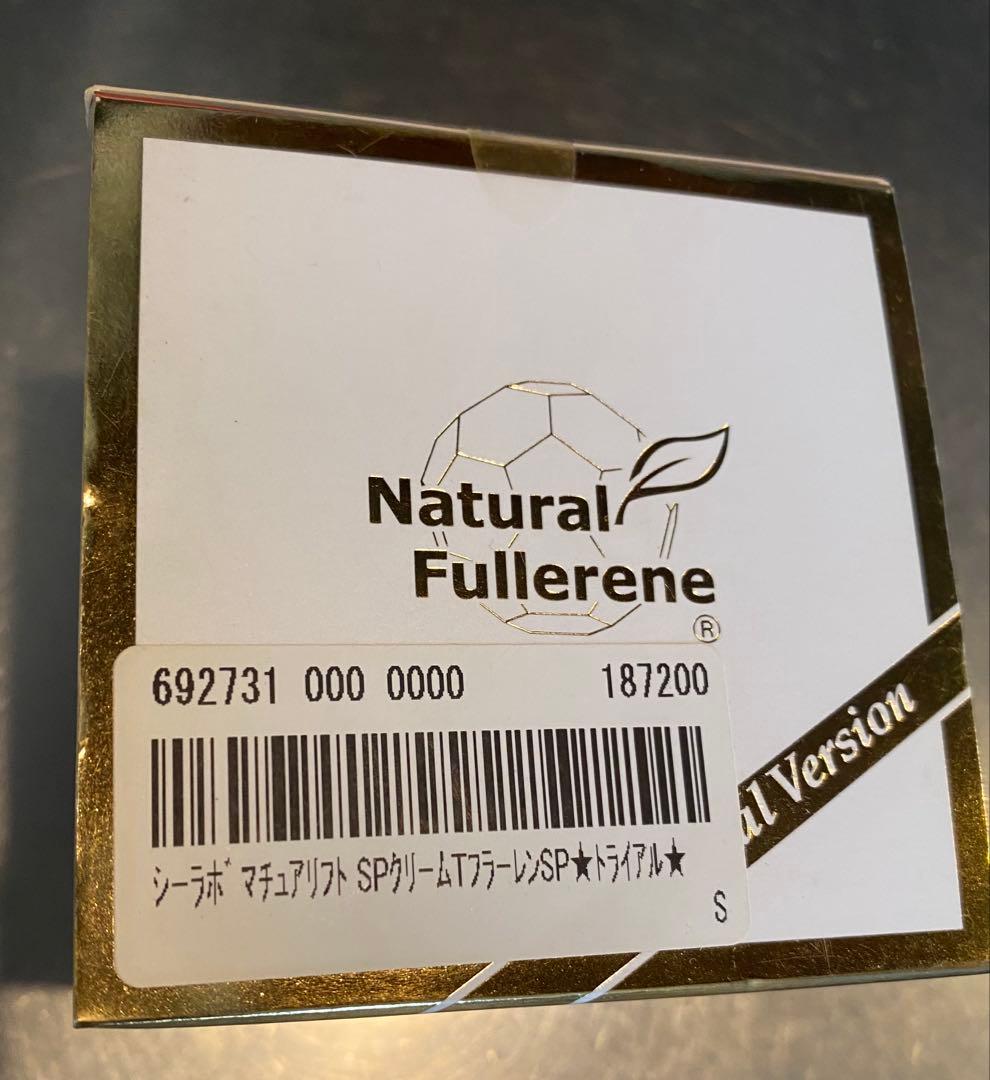 Natural
Fullerene
®
692731 000 0000 187200
ｼｰﾗﾎﾞ ﾏﾁｭｱﾘﾌﾄ SPｸﾘｰﾑTﾌﾗｰﾚﾝSP★ﾄﾗｲｱﾙ★
S
Version